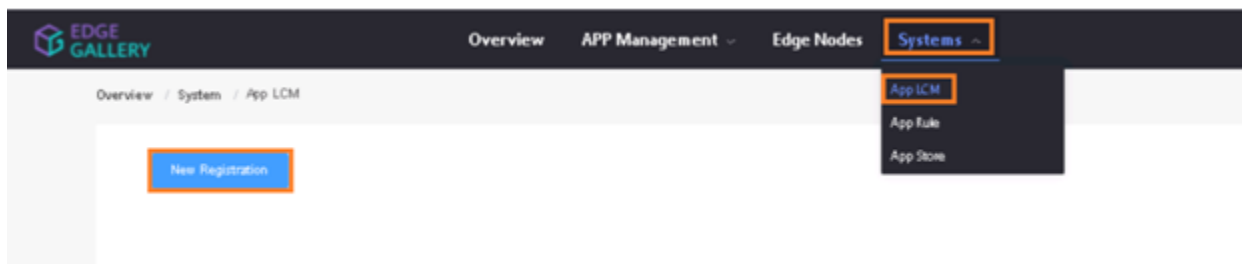 EDGE
GALLERY
Overview APP Management Edge Nodes Systems
Overview / System / App LCM
App LCM
App Rule
App Store
New Registration